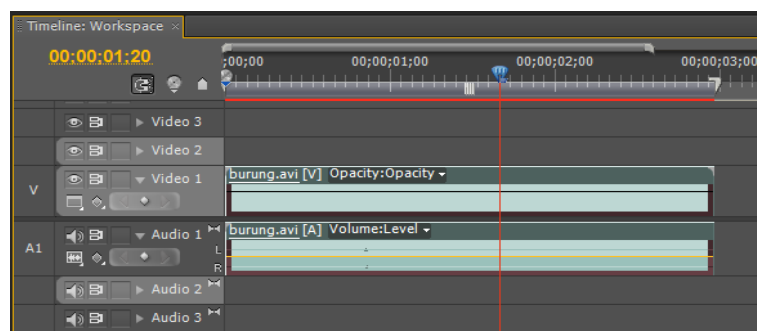 Timeline: Workspace ×
00;00;01;20
;00;00 00;00;01;00 00;00;02;00 00;00;03;00
Video 3
Video 2
V Video 1 burung.avi [V] Opacity:Opacity
A1 Audio 1 burung.avi [A] Volume:Level
L
R
Audio 2
Audio 3